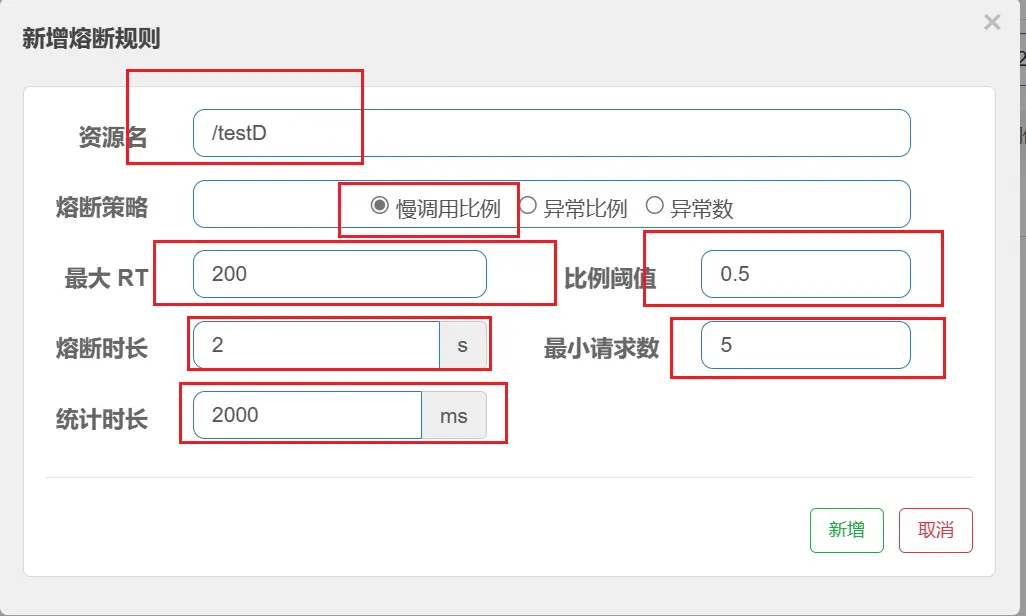 新增熔断规则
×
资源名 /testD
熔断策略 慢调用比例 异常比例 异常数
最大 RT 200 比例阈值 0.5
熔断时长 2 s 最小请求数 5
统计时长 2000 ms
新增 取消